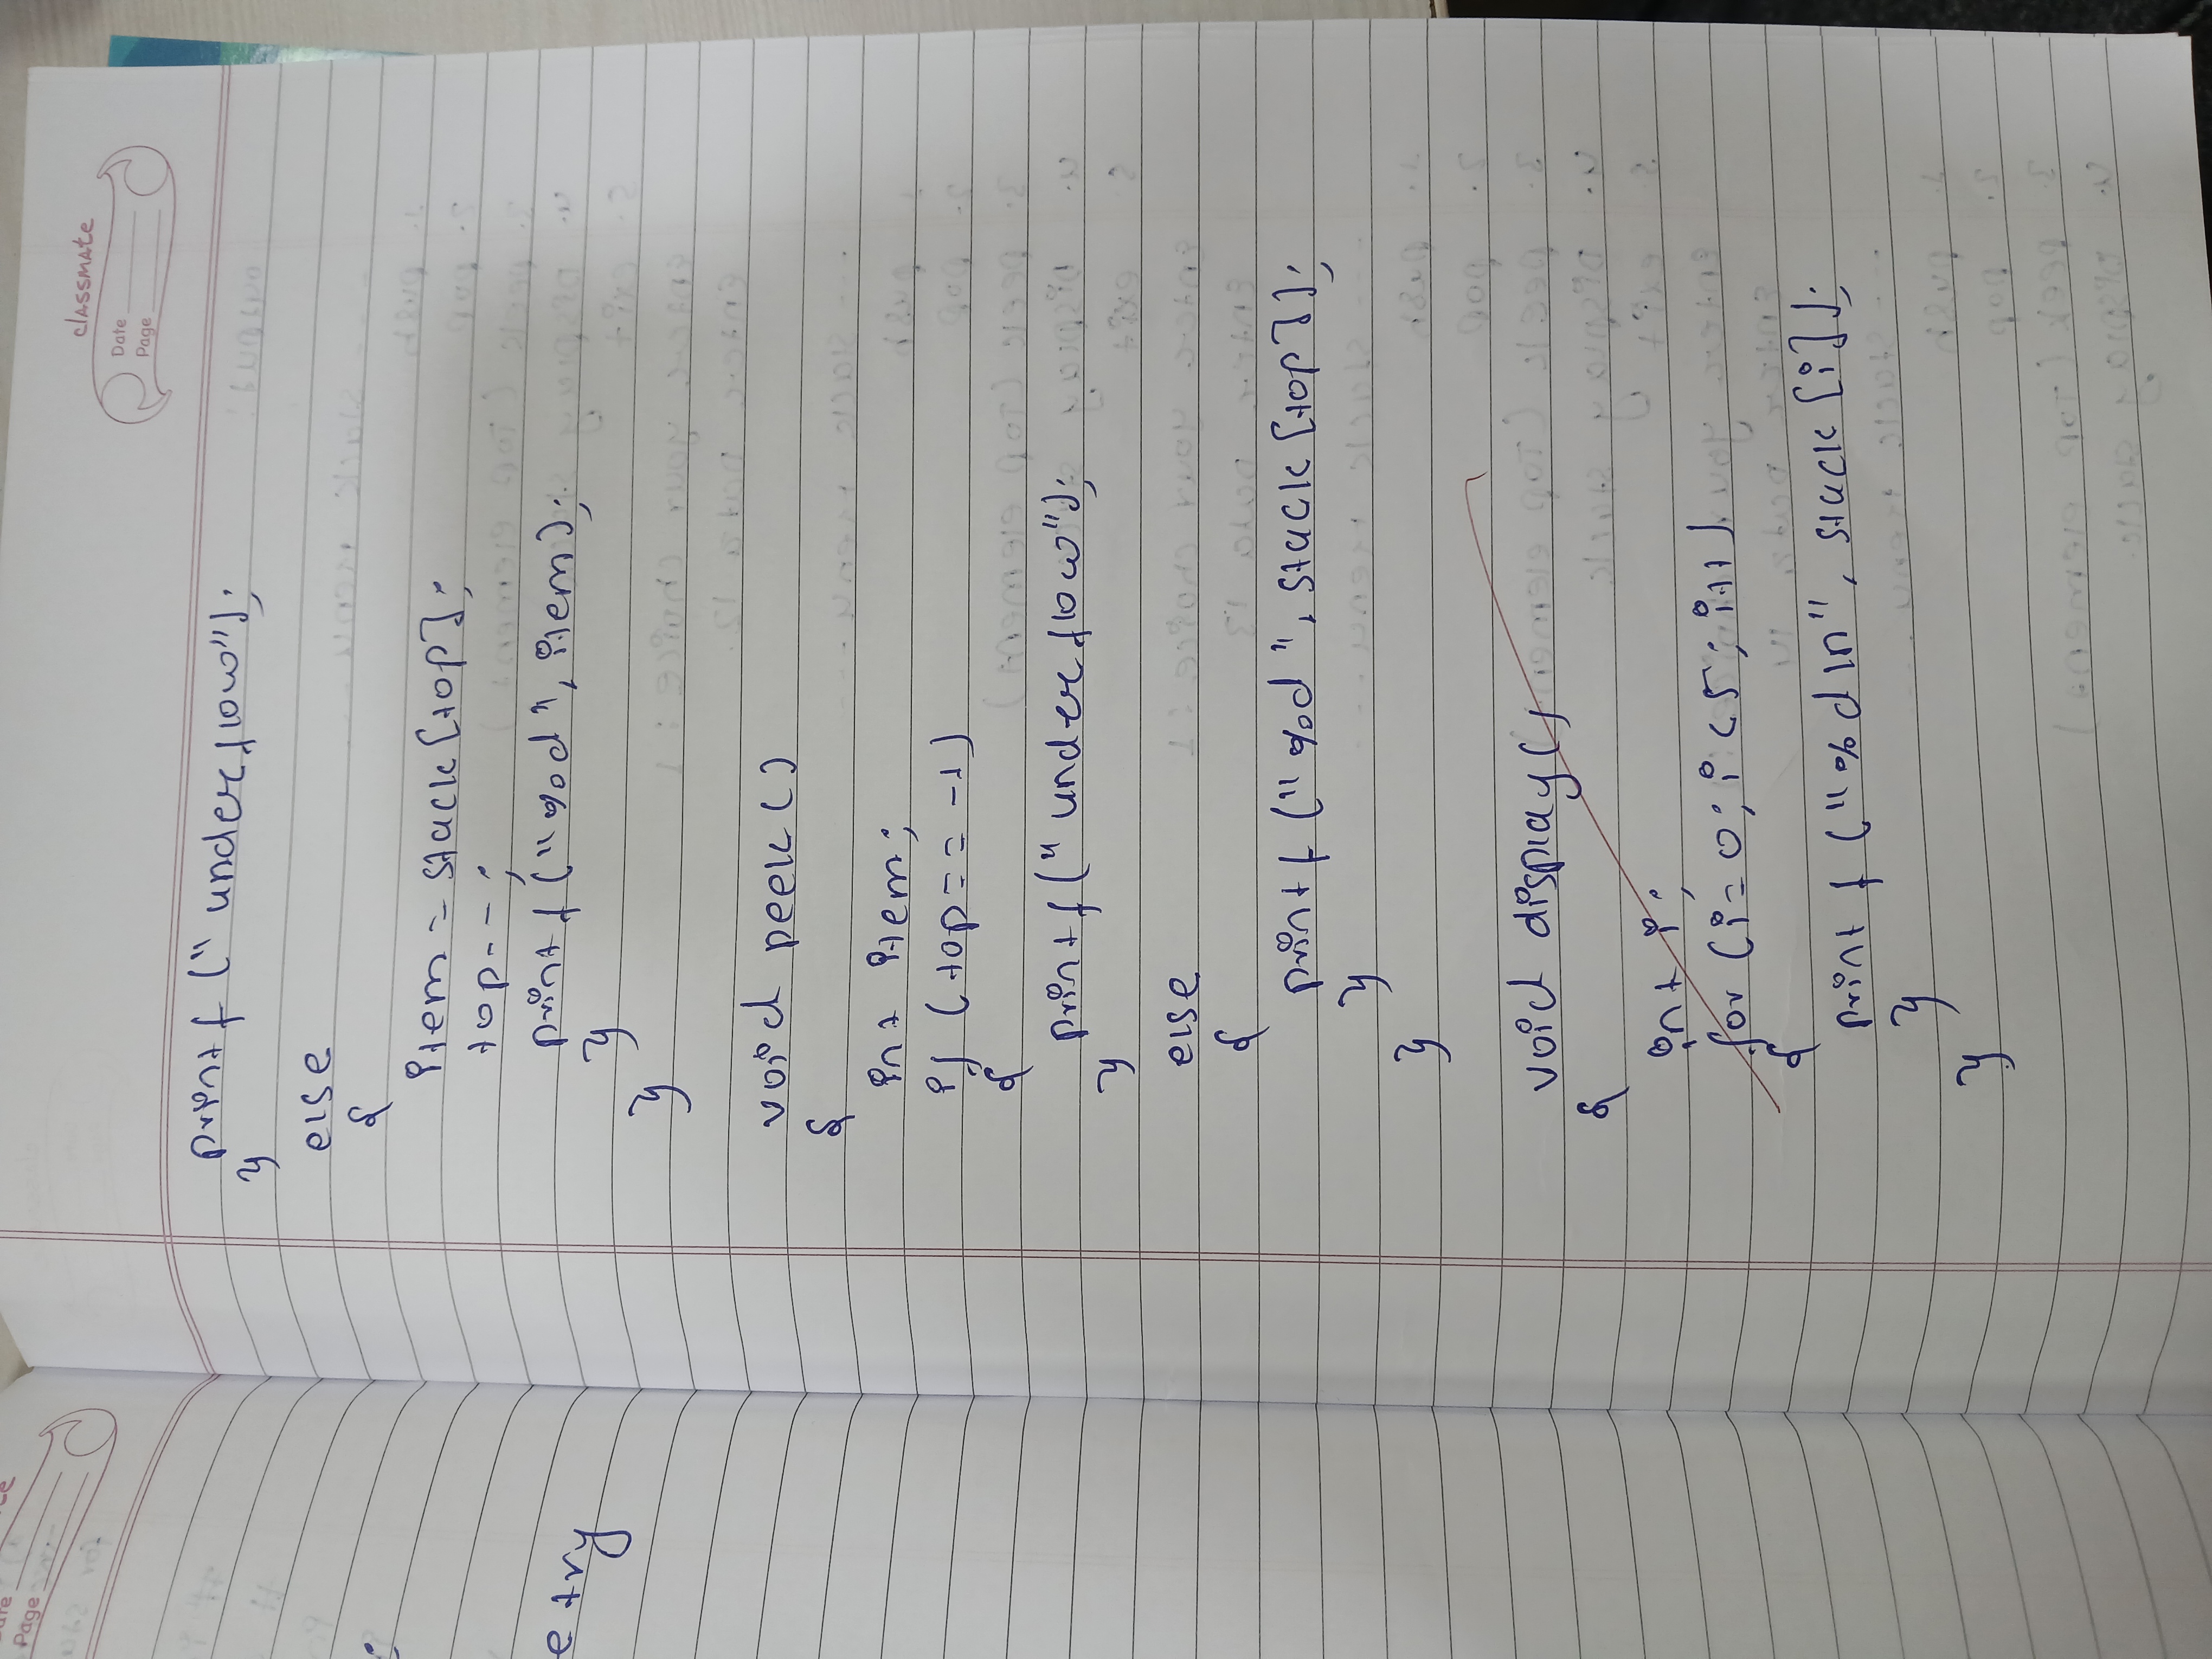 Page
classmate
Date
Page
printf ("underflow");
}
else
{
item = stack [top];
top--;
printf ("%d", item);
}
}
etry
void peek ()
{
int item;
if (top == -1)
{
printf (" underflow");
}
else
{
printf ("%d", stack [top]);
}
}
void display()
{
int i;
for (i=0; i<5; i++)
{
printf ("%d\n", stack [i]);
}
}